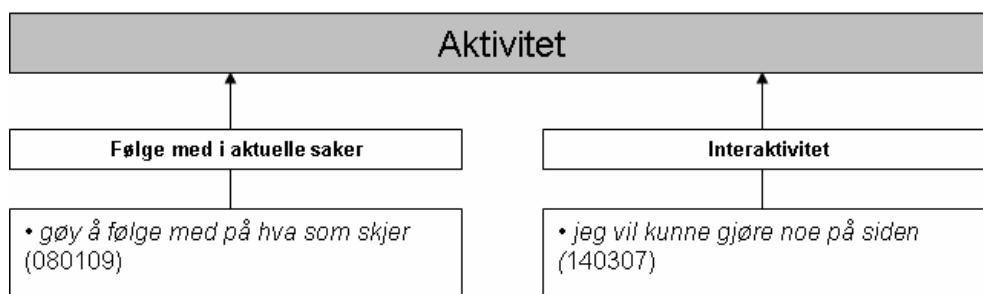 Aktivitet
Følge med i aktuelle saker
Interaktivitet
• gøy å følge med på hva som skjer
(080109)
• jeg vil kunne gjøre noe på siden
(140307)